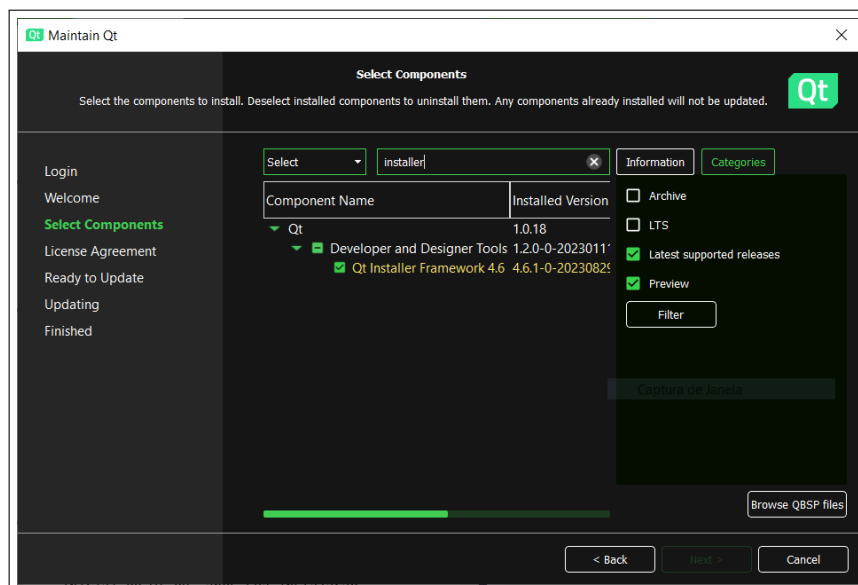 Qt Maintain Qt
Select Components
Select the components to install. Deselect installed components to uninstall them. Any components already installed will not be updated.
Qt
Login
Welcome
Select Components
License Agreement
Ready to Update
Updating
Finished
Select
installer
Component Name Installed Version
Qt 1.0.18
Developer and Designer Tools 1.2.0-0-20230111
Qt Installer Framework 4.6 4.6.1-0-20230829
Information Categories
Archive
LTS
Latest supported releases
Preview
Filter
Captura de Janela
Browse QBSP files
< Back Next > Cancel